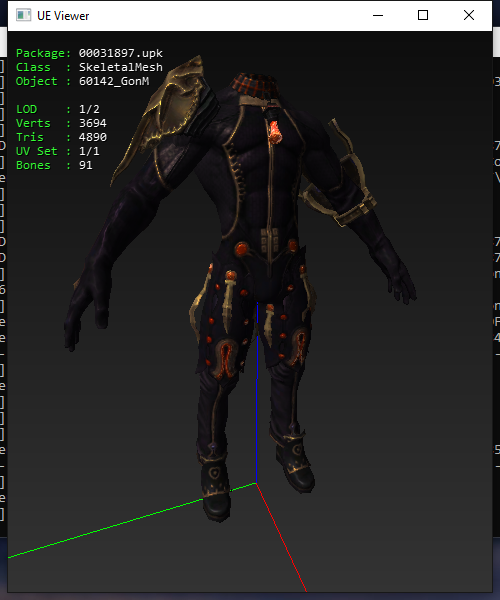 UE Viewer
Package: 00031897.upk
Class : SkeletalMesh
Object : 60142_GonM
LOD : 1/2
Verts : 3694
Tris : 4890
UV Set : 1/1
Bones : 91